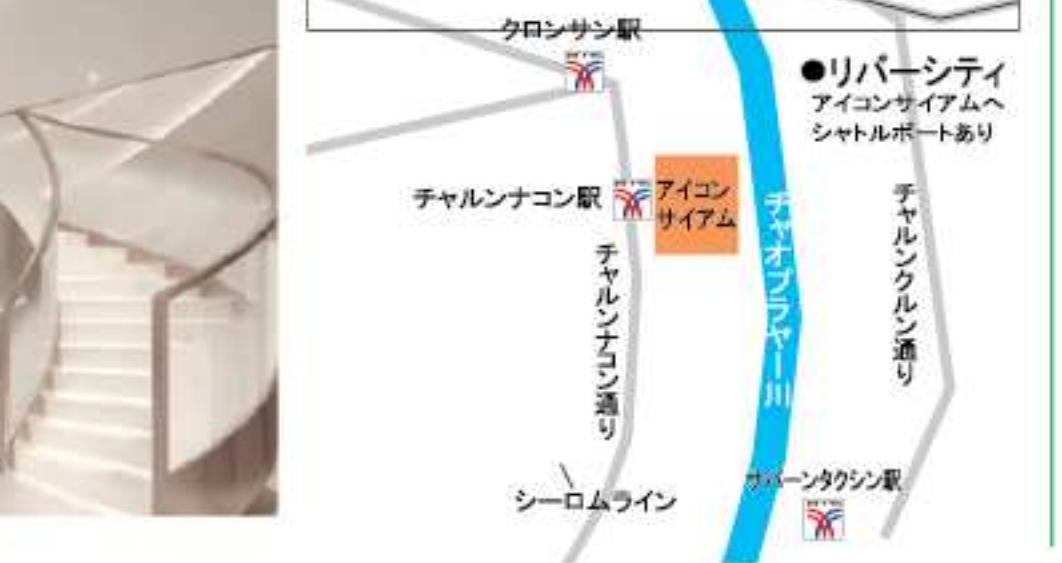 クロンサン駅
●リバーシティ
アイコンサイアムへ
シャトルボートあり
チャルンナコン駅
アイコン
サイアム
チャオプラヤー川
チャルンクルン通り
チャルンナコン通り
サパーンタクシン駅
シーロムライン